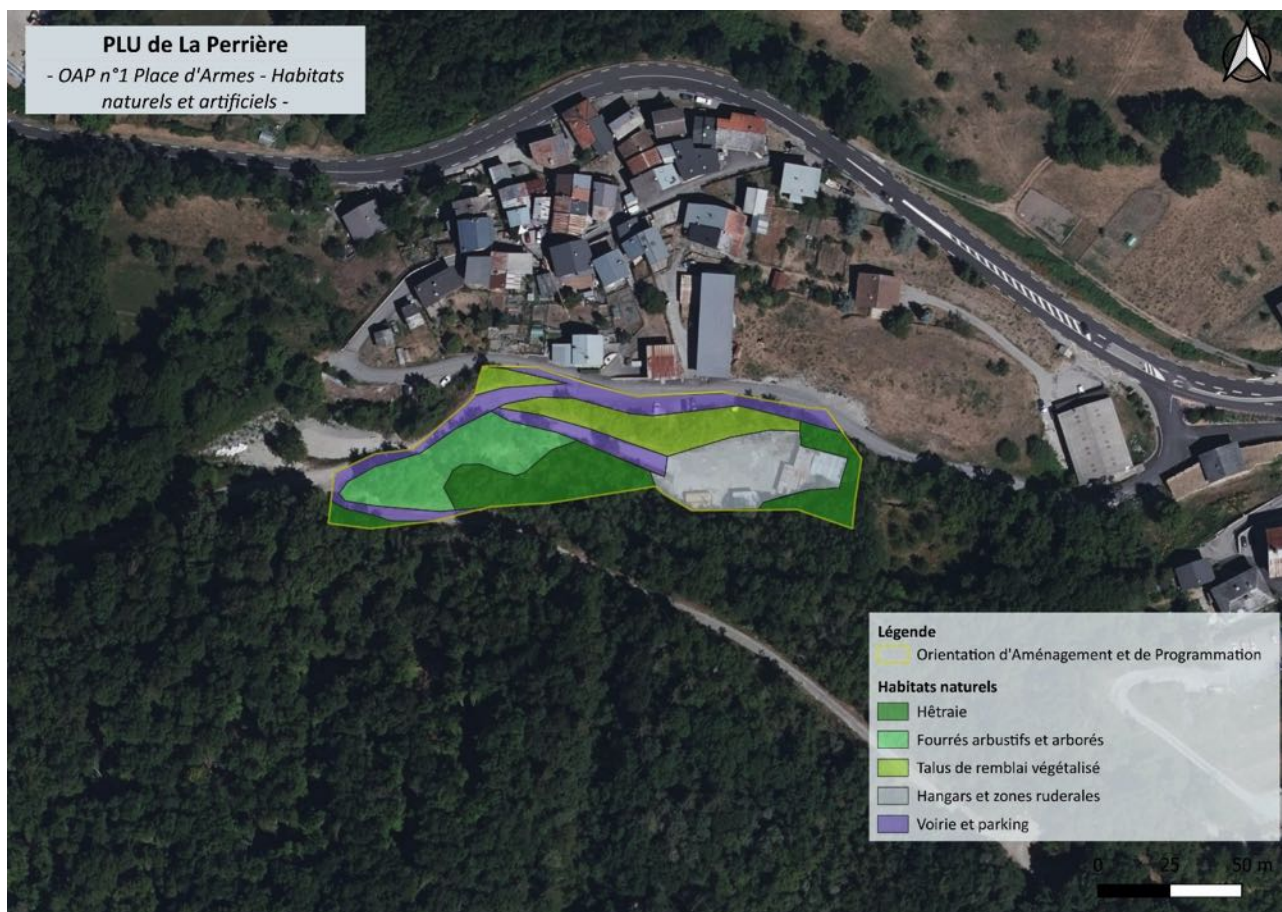 PLU de La Perrière
- OAP n°1 Place d'Armes - Habitats
naturels et artificiels -
Légende
Orientation d'Aménagement et de Programmation
Habitats naturels
Hêtraie
Fourrés arbustifs et arborés
Talus de remblai végétalisé
Hangars et zones ruderales
Voirie et parking
0 25 50 m